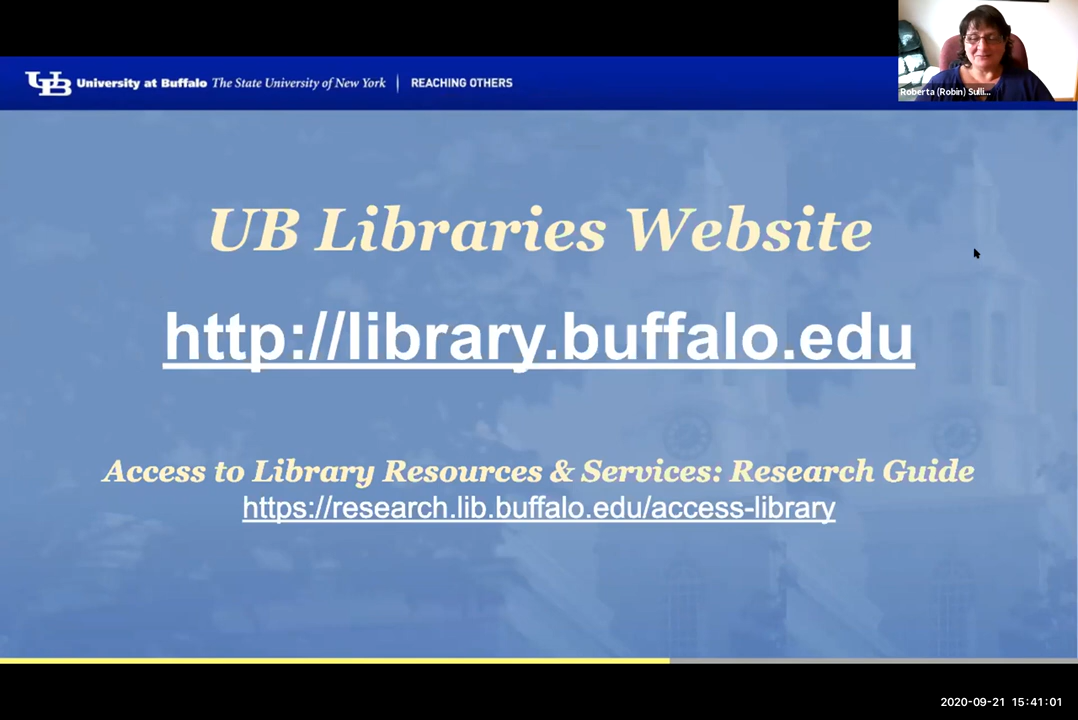 Roberta (Robin) Sulli...
UB University at Buffalo The State University of New York | REACHING OTHERS
UB Libraries Website
http://library.buffalo.edu
Access to Library Resources & Services: Research Guide
https://research.lib.buffalo.edu/access-library
2020-09-21 15:41:01